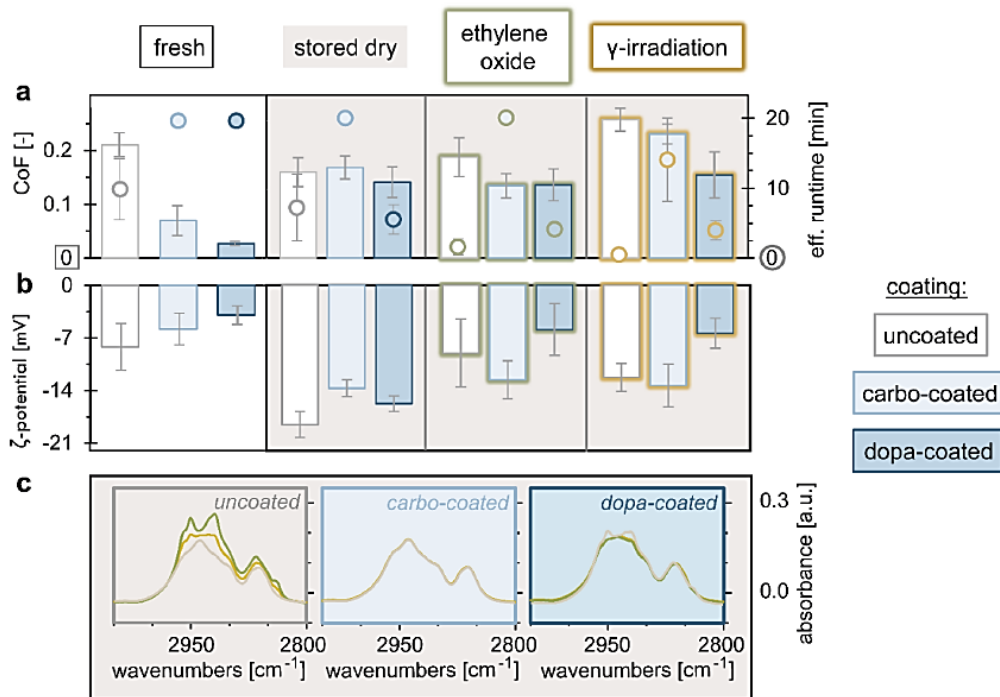 fresh
stored dry
ethylene
oxide
γ-irradiation
a
CoF [-]
0.2
0.1
0
20
10
0
eff. runtime [min]
b
ζ-potential [mV]
0
-7
-14
-21
coating:
uncoated
carbo-coated
dopa-coated
c
uncoated
carbo-coated
dopa-coated
0.3
0.0
absorbance [a.u.]
2950 2800
2950 2800
2950 2800
wavenumbers [cm⁻¹]
wavenumbers [cm⁻¹]
wavenumbers [cm⁻¹]